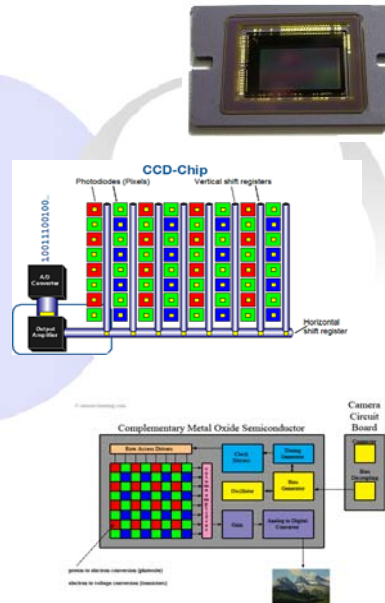 CCD-Chip
Photodiodes (Pixels)
Vertical shift registers
10011100100..
A/D
Converter
Output
Amplifier
Horizontal
shift register
Camera
Circuit
Board
Complementary Metal Oxide Semiconductor
Connector
Row Access Drivers
Clock
Drivers
Timing
Generator
Oscillator
Bias
Generator
Bias
Decoupling
Gain
Analog to Digital
Converter
photon to electron conversion (photosite)
electron to voltage conversion (transistors)